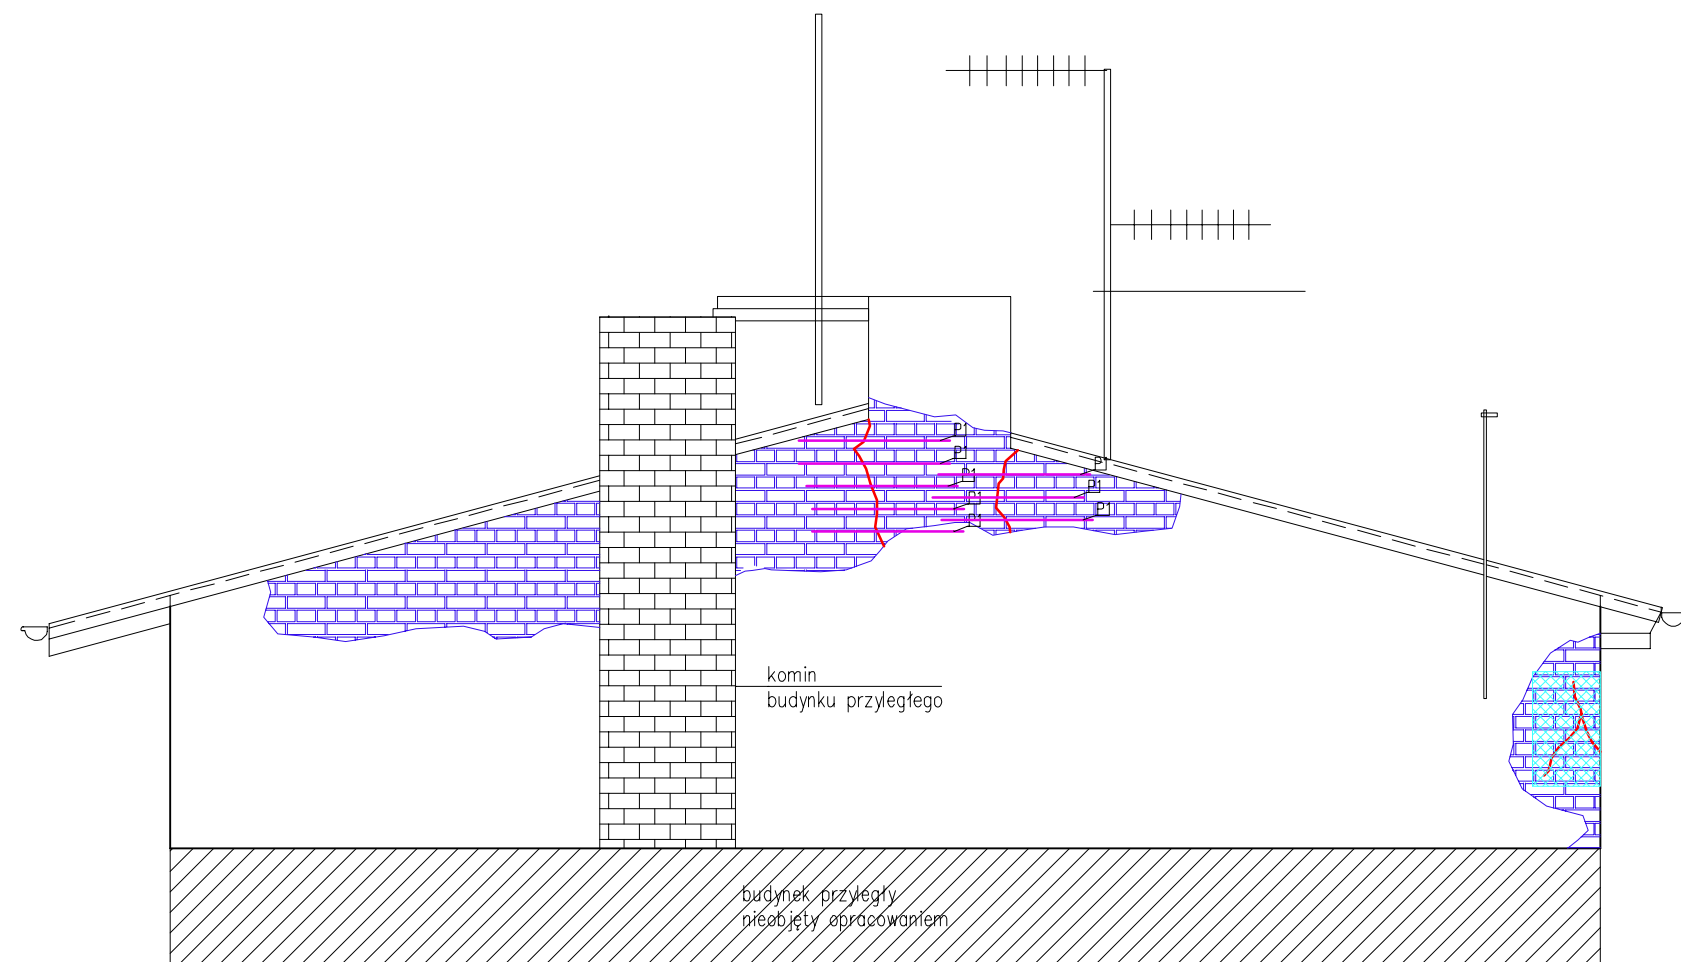 P1
P1
P1
P1
P1
P1
P1
P1
komin
budynku przyległego
budynek przyległy
nieobjęty opracowaniem